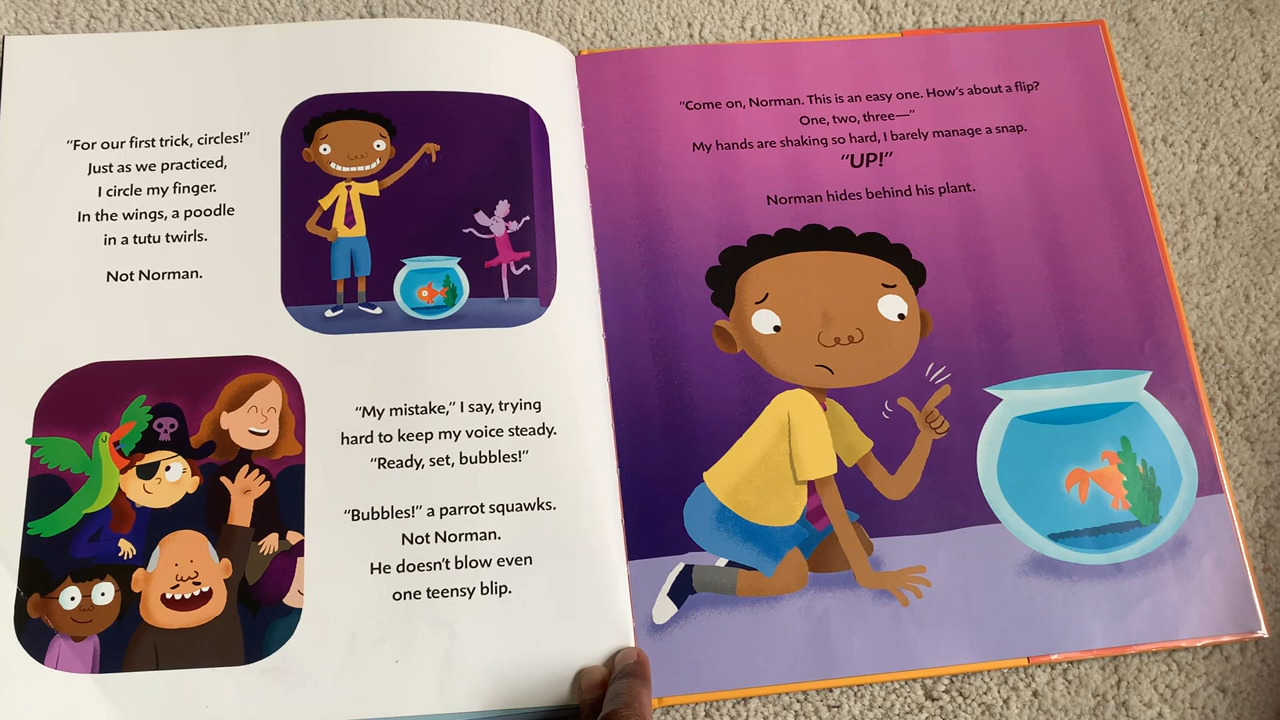 “For our first trick, circles!”
Just as we practiced,
I circle my finger.
In the wings, a poodle
in a tutu twirls.
Not Norman.
“My mistake,” I say, trying
hard to keep my voice steady.
“Ready, set, bubbles!”
“Bubbles!” a parrot squawks.
Not Norman.
He doesn’t blow even
one teensy blip.
“Come on, Norman. This is an easy one. How’s about a flip?
One, two, three—”
My hands are shaking so hard, I barely manage a snap.
“UP!”
Norman hides behind his plant.